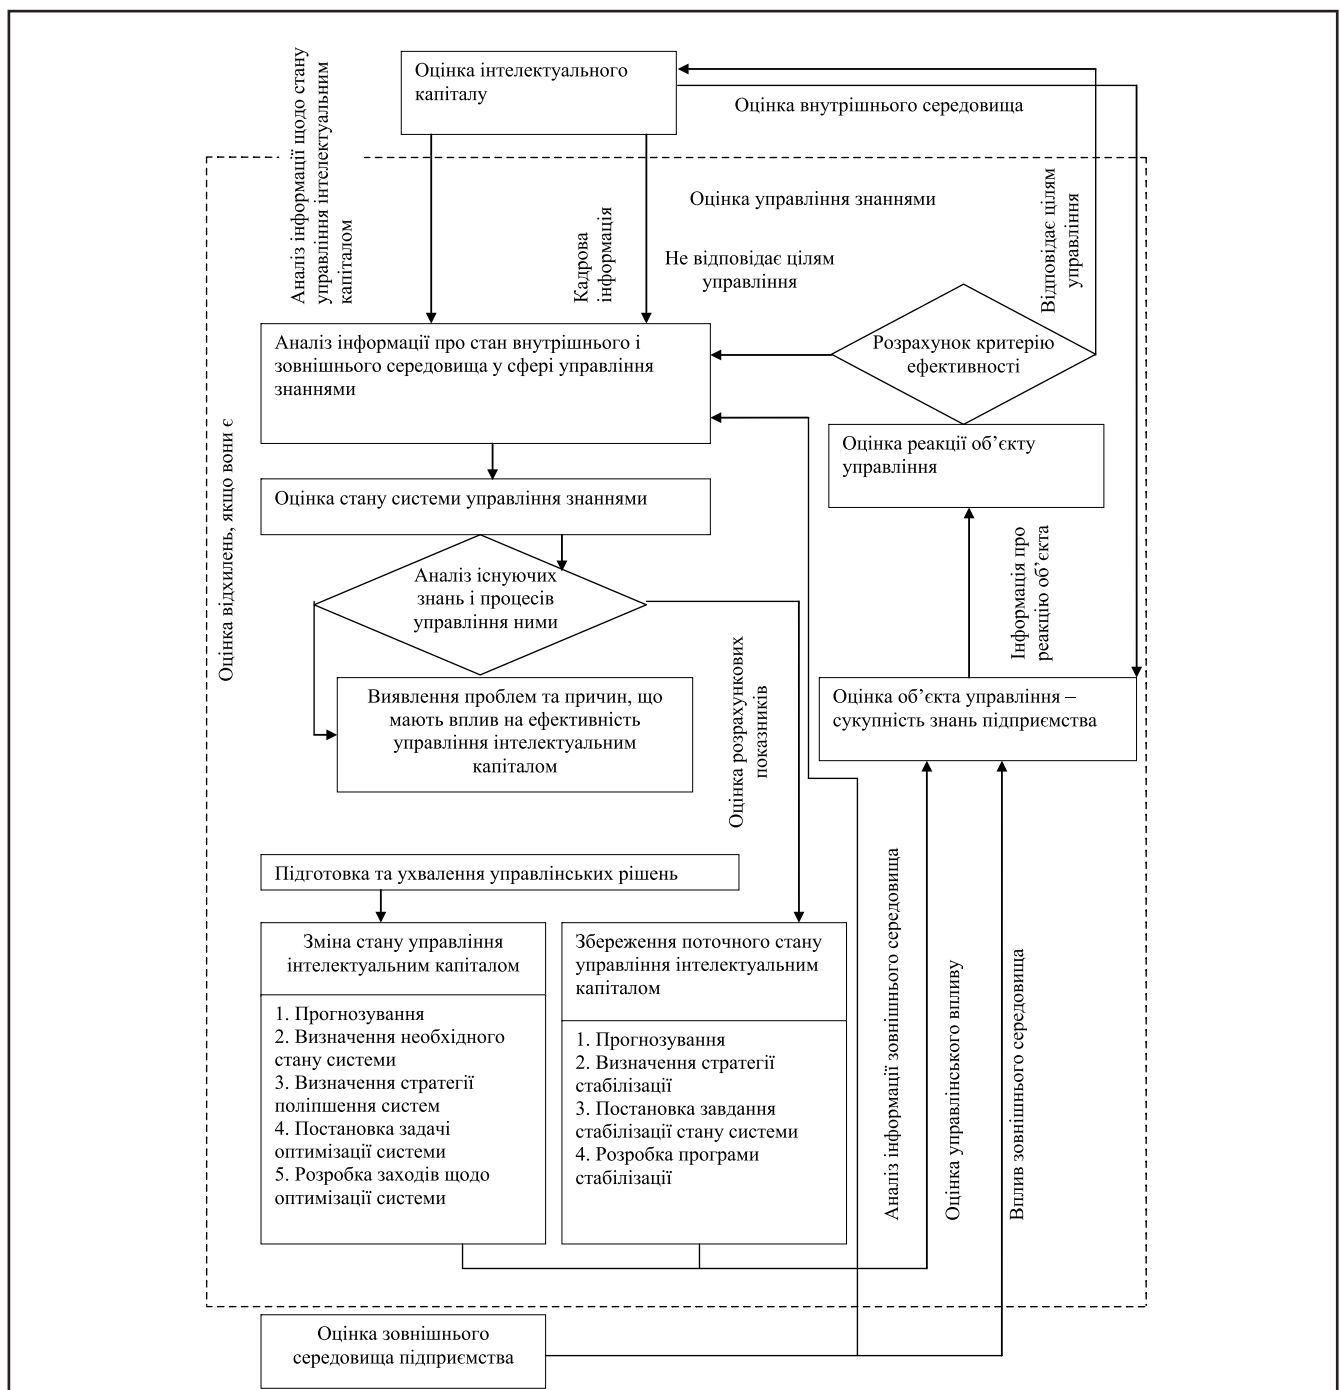 Оцінка інтелектуального
капіталу
Оцінка внутрішнього середовища
Аналіз інформації щодо стану
управління інтелектуальним
капіталом
Кадрова
інформація
Оцінка управління знаннями
Не відповідає цілям
управління
Відповідає цілям
управління
Аналіз інформації про стан внутрішнього і
зовнішнього середовища у сфері управління
знаннями
Розрахунок критерію
ефективності
Оцінка реакції об’єкту
управління
Оцінка відхилень, якщо вони є
Оцінка стану системи управління знаннями
Аналіз існуючих
знань і процесів
управління ними
Інформація про
реакцію об’єкта
Виявлення проблем та причин, що
мають вплив на ефективність
управління інтелектуальним
капіталом
Оцінка розрахункових
показників
Оцінка об’єкта управління –
сукупність знань підприємства
Підготовка та ухвалення управлінських рішень
Зміна стану управління
інтелектуальним капіталом
1. Прогнозування
2. Визначення необхідного
стану системи
3. Визначення стратегії
поліпшення систем
4. Постановка задачі
оптимізації системи
5. Розробка заходів щодо
оптимізації системи
Збереження поточного стану
управління інтелектуальним
капіталом
1. Прогнозування
2. Визначення стратегії
стабілізації
3. Постановка завдання
стабілізації стану системи
4. Розробка програми
стабілізації
Аналіз інформації зовнішнього середовища
Оцінка управлінського впливу
Вплив зовнішнього середовища
Оцінка зовнішнього
середовища підприємства